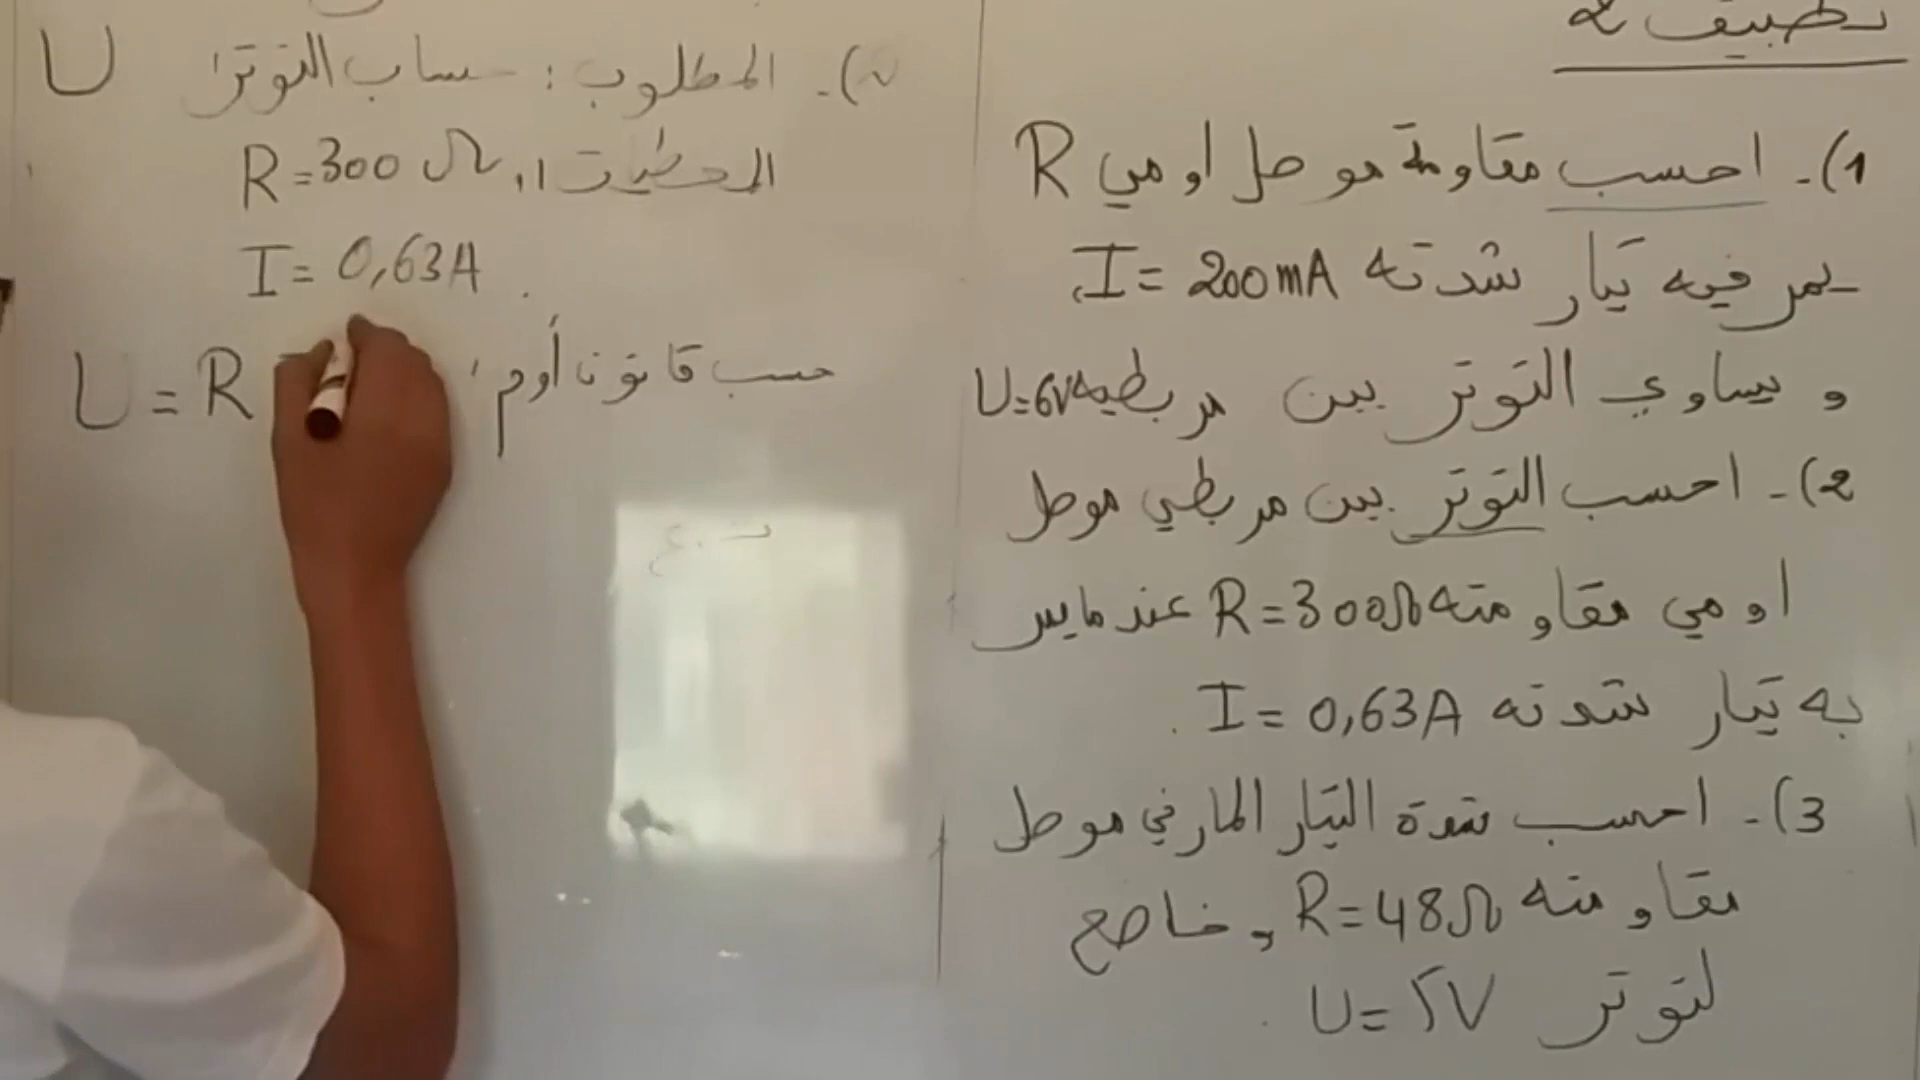 تطبيق 2
1)- احسب مقاومة موصل اومي R
يمر فيه تيار شدته I = 200mA
و يساوي التوتر بين مربطيه U=6V
2)- احسب التوتر بين مربطي موصل
اومي مقاومته R=300Ω عندما يمر
به تيار شدته I = 0,63A .
3)- احسب شدة التيار المار في موصل
مقاومته R=48Ω و خاضع
لتوتر
2)- المطلوب : حساب التوتر U
المعطيات : R=300 Ω
I = 0,63A .
حسب قانون أوم :
U = R